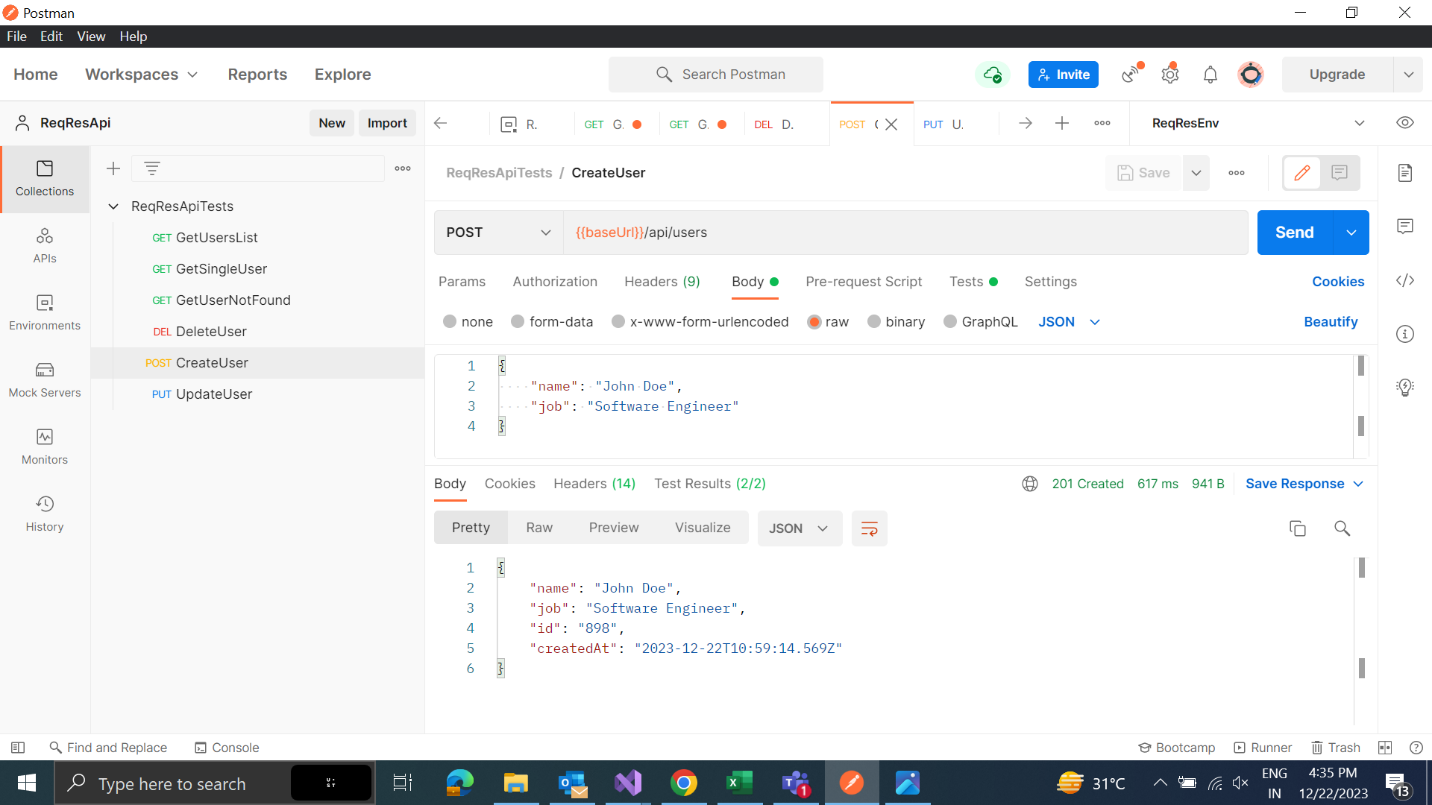 Postman
File Edit View Help
Home Workspaces Reports Explore Search Postman Invite Upgrade
ReqResApi New Import R. GET G. GET G. DEL D. POST PUT U. ReqResEnv
Collections
APIs
Environments
Mock Servers
Monitors
History
ReqResApiTests
GET GetUsersList
GET GetSingleUser
GET GetUserNotFound
DEL DeleteUser
POST CreateUser
PUT UpdateUser
ReqResApiTests / CreateUser Save
POST {{baseUrl}}/api/users Send
Params Authorization Headers (9) Body Pre-request Script Tests Settings Cookies
none form-data x-www-form-urlencoded raw binary GraphQL JSON Beautify
1 {
2 "name": "John Doe",
3 "job": "Software Engineer"
4 }
Body Cookies Headers (14) Test Results (2/2) 201 Created 617 ms 941 B Save Response
Pretty Raw Preview Visualize JSON
1 {
2 "name": "John Doe",
3 "job": "Software Engineer",
4 "id": "898",
5 "createdAt": "2023-12-22T10:59:14.569Z"
6 }
Find and Replace Console Bootcamp Runner Trash
Type here to search 1 31°C ENG 4:35 PM
IN 12/22/2023 13